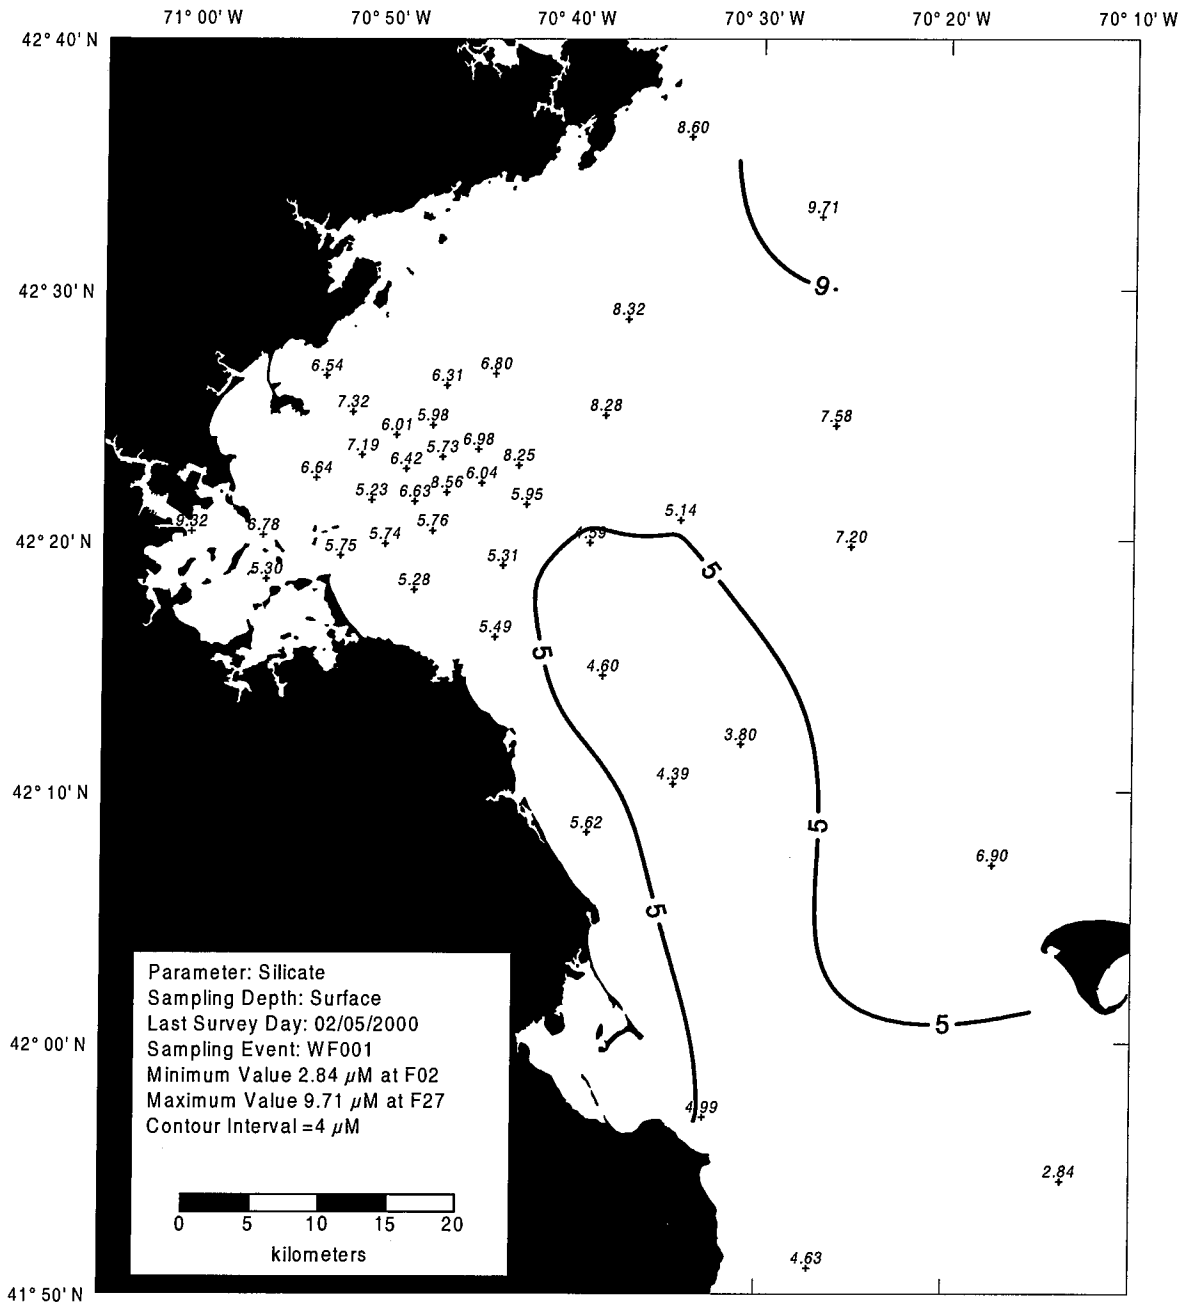 71° 00' W 70° 50' W 70° 40' W 70° 30' W 70° 20' W 70° 10' W
42° 40' N
8.60
9.71
9
42° 30' N
8.32
6.54 6.31 6.80
7.32 5.98 8.28 7.58
6.01
7.19 6.42 5.73 6.98 8.25
6.64 5.23 6.63 8.56 6.04 5.95
9.32 6.78 5.75 5.74 5.76 5.14
42° 20' N
4.59 7.20
5.30 5.28 5.31
5
5.49
5
4.60
3.80
4.39
42° 10' N
5.62
5
6.90
5
Parameter: Silicate
Sampling Depth: Surface
Last Survey Day: 02/05/2000
5
42° 00' N
Sampling Event: WF001
Minimum Value 2.84 µM at F02
Maximum Value 9.71 µM at F27
Contour Interval =4 µM
4.99
2.84
0 5 10 15 20
kilometers
4.63
41° 50' N